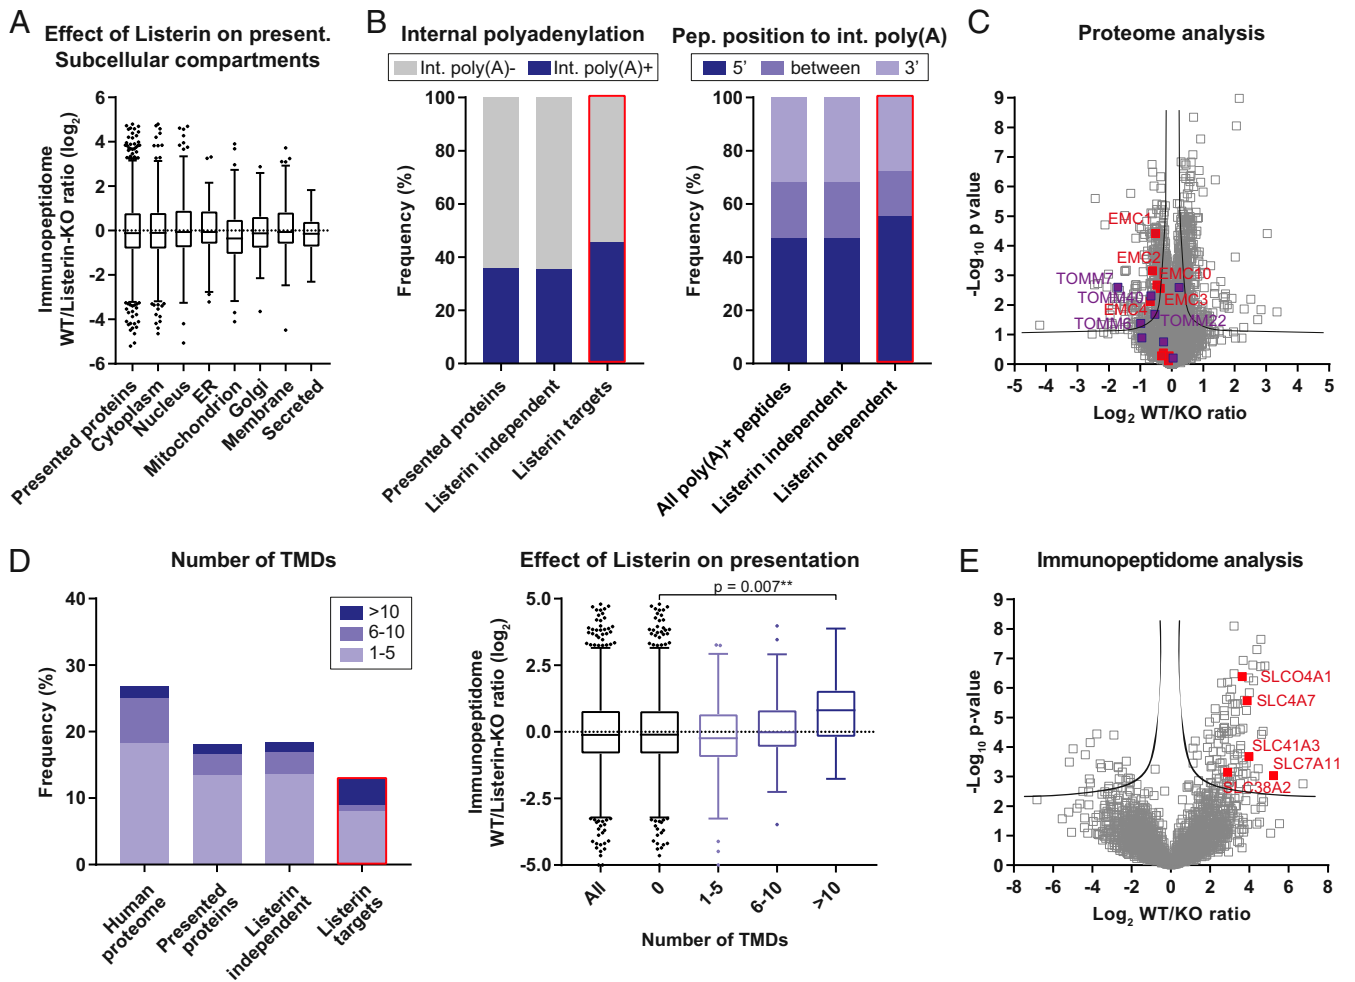 A
Effect of Listerin on present.
Subcellular compartments
Immunopeptidome
WT/Listerin-KO ratio (log2)
6
4
2
0
-2
-4
-6
Presented proteins
Cytoplasm
Nucleus
ER
Mitochondrion
Golgi
Membrane
Secreted
B
Internal polyadenylation
Int. poly(A)-
Int. poly(A)+
Frequency (%)
100
80
60
40
20
0
Presented proteins
Listerin independent
Listerin targets
Pep. position to int. poly(A)
5’
between
3’
Frequency (%)
100
80
60
40
20
0
All poly(A)+ peptides
Listerin independent
Listerin dependent
C
Proteome analysis
-Log10 p value
9
8
7
6
5
4
3
2
1
0
EMC1
EMC2
EMC10
TOMM7
TOMM40
EMC3
EMC4
TOMM6
TOMM22
-5 -4 -3 -2 -1 0 1 2 3 4 5
Log2 WT/KO ratio
D
Number of TMDs
>10
6-10
1-5
Frequency (%)
40
30
20
10
0
Human proteome
Presented proteins
Listerin independent
Listerin targets
Effect of Listerin on presentation
p = 0.007**
Immunopeptidome
WT/Listerin-KO ratio (log2)
5.0
2.5
0.0
-2.5
-5.0
All
0
1-5
6-10
>10
Number of TMDs
E
Immunopeptidome analysis
-Log10 p-value
9
8
7
6
5
4
3
2
1
0
SLCO4A1
SLC4A7
SLC41A3
SLC7A11
SLC38A2
-8 -6 -4 -2 0 2 4 6 8
Log2 WT/KO ratio